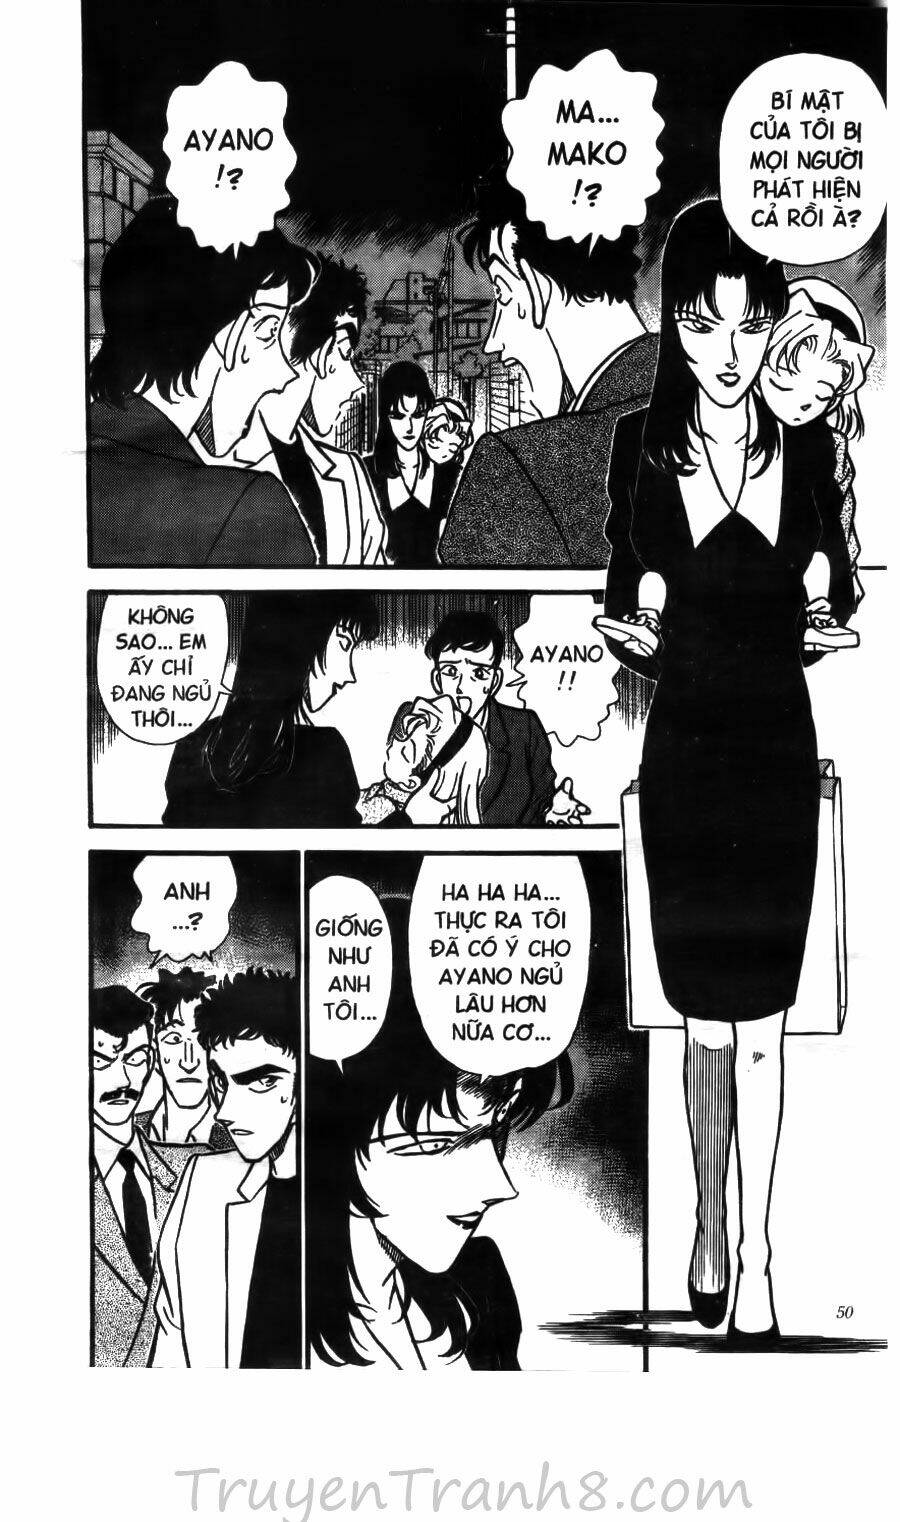 BÍ MẬT
CỦA TÔI BỊ
MỌI NGƯỜI
PHÁT HIỆN
CẢ RỒI À?
MA...
MAKO
!?
AYANO
!?
AYANO
!!
KHÔNG
SAO... EM
ẤY CHỈ
ĐANG NGỦ
THÔI...
HA HA HA...
THỰC RA TÔI
ĐÃ CÓ Ý CHO
AYANO NGỦ
LÂU HƠN
NỮA CƠ...
GIỐNG
NHƯ
ANH
TÔI...
ANH
...?
50
TruyenTranh8.com